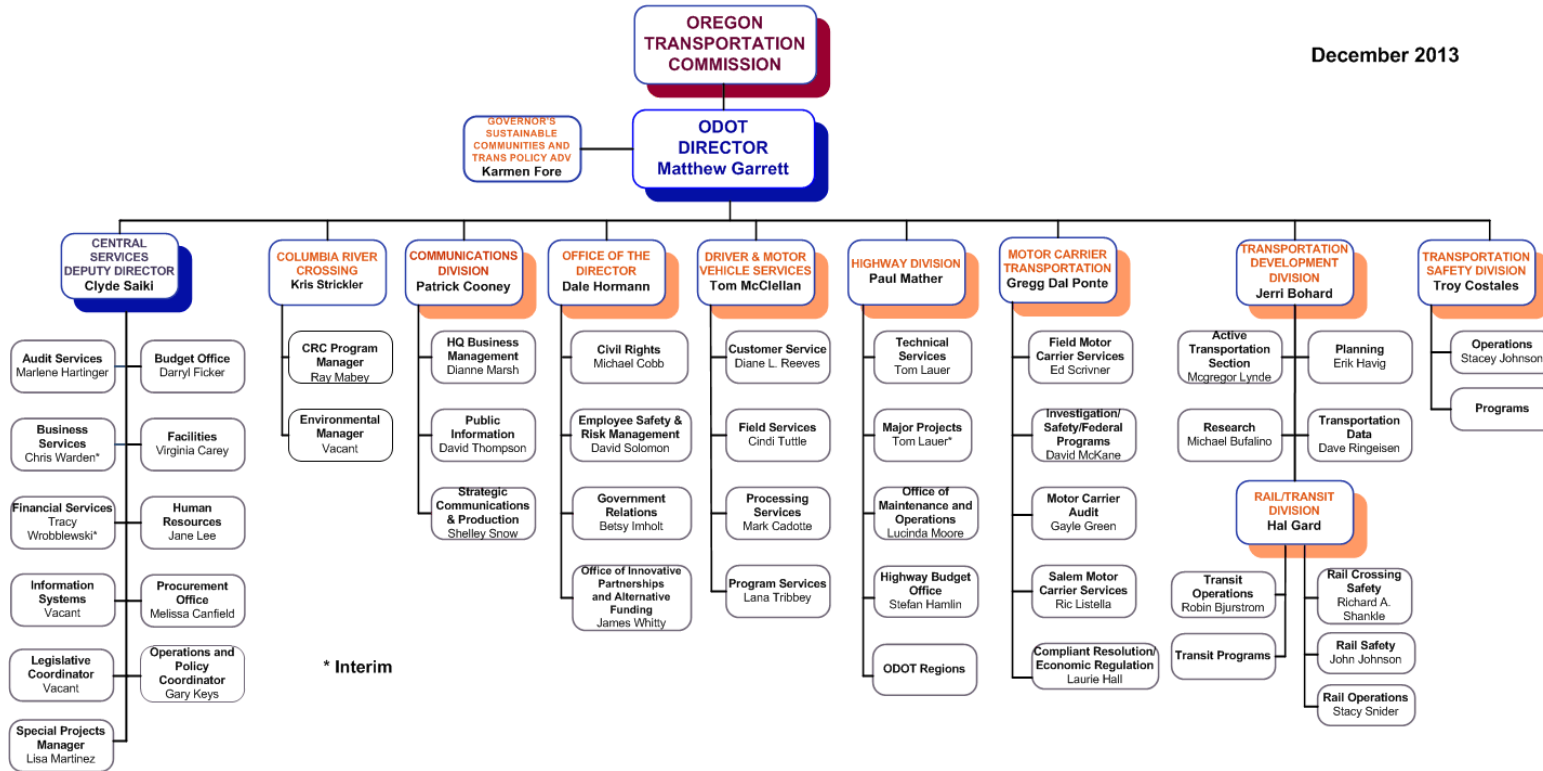 OREGON
TRANSPORTATION
COMMISSION
December 2013
GOVERNOR'S
SUSTAINABLE
COMMUNITIES AND
TRANS POLICY ADV
Karmen Fore
ODOT
DIRECTOR
Matthew Garrett
CENTRAL
SERVICES
DEPUTY DIRECTOR
Clyde Saiki
Audit Services
Marlene Hartinger
Budget Office
Darryl Ficker
Business
Services
Chris Warden*
Facilities
Virginia Carey
Financial Services
Tracy
Wrobblewski*
Human
Resources
Jane Lee
Information
Systems
Vacant
Procurement
Office
Melissa Canfield
Legislative
Coordinator
Vacant
Operations and
Policy
Coordinator
Gary Keys
Special Projects
Manager
Lisa Martinez
COLUMBIA RIVER
CROSSING
Kris Strickler
CRC Program
Manager
Ray Mabey
Environmental
Manager
Vacant
* Interim
COMMUNICATIONS
DIVISION
Patrick Cooney
HQ Business
Management
Dianne Marsh
Public
Information
David Thompson
Strategic
Communications
& Production
Shelley Snow
OFFICE OF THE
DIRECTOR
Dale Hormann
Civil Rights
Michael Cobb
Employee Safety &
Risk Management
David Solomon
Government
Relations
Betsy Imholt
Office of Innovative
Partnerships
and Alternative
Funding
James Whitty
DRIVER & MOTOR
VEHICLE SERVICES
Tom McClellan
Customer Service
Diane L. Reeves
Field Services
Cindi Tuttle
Processing
Services
Mark Cadotte
Program Services
Lana Tribbey
HIGHWAY DIVISION
Paul Mather
Technical
Services
Tom Lauer
Major Projects
Tom Lauer*
Office of
Maintenance and
Operations
Lucinda Moore
Highway Budget
Office
Stefan Hamlin
ODOT Regions
MOTOR CARRIER
TRANSPORTATION
Gregg Dal Ponte
Field Motor
Carrier Services
Ed Scrivner
Investigation/
Safety/Federal
Programs
David McKane
Motor Carrier
Audit
Gayle Green
Salem Motor
Carrier Services
Ric Listella
Compliant Resolution/
Economic Regulation
Laurie Hall
TRANSPORTATION
DEVELOPMENT
DIVISION
Jerri Bohard
Active
Transportation
Section
Mcgregor Lynde
Planning
Erik Havig
Research
Michael Bufalino
Transportation
Data
Dave Ringeisen
RAIL/TRANSIT
DIVISION
Hal Gard
Transit
Operations
Robin Bjurstrom
Transit Programs
Rail Crossing
Safety
Richard A.
Shankle
Rail Safety
John Johnson
Rail Operations
Stacy Snider
TRANSPORTATION
SAFETY DIVISION
Troy Costales
Operations
Stacey Johnson
Programs